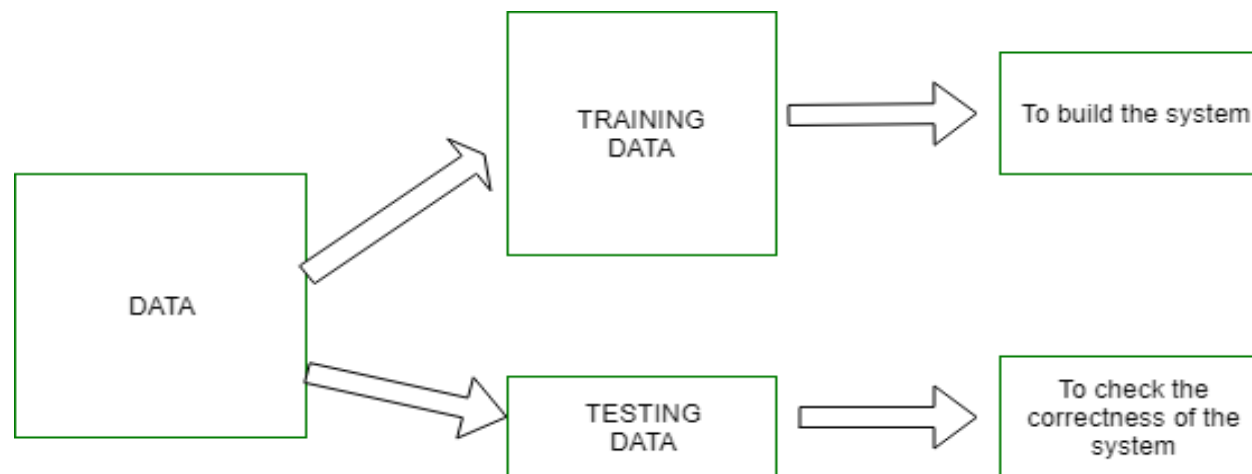 DATA
TRAINING
DATA
To build the system
TESTING
DATA
To check the
correctness of the
system